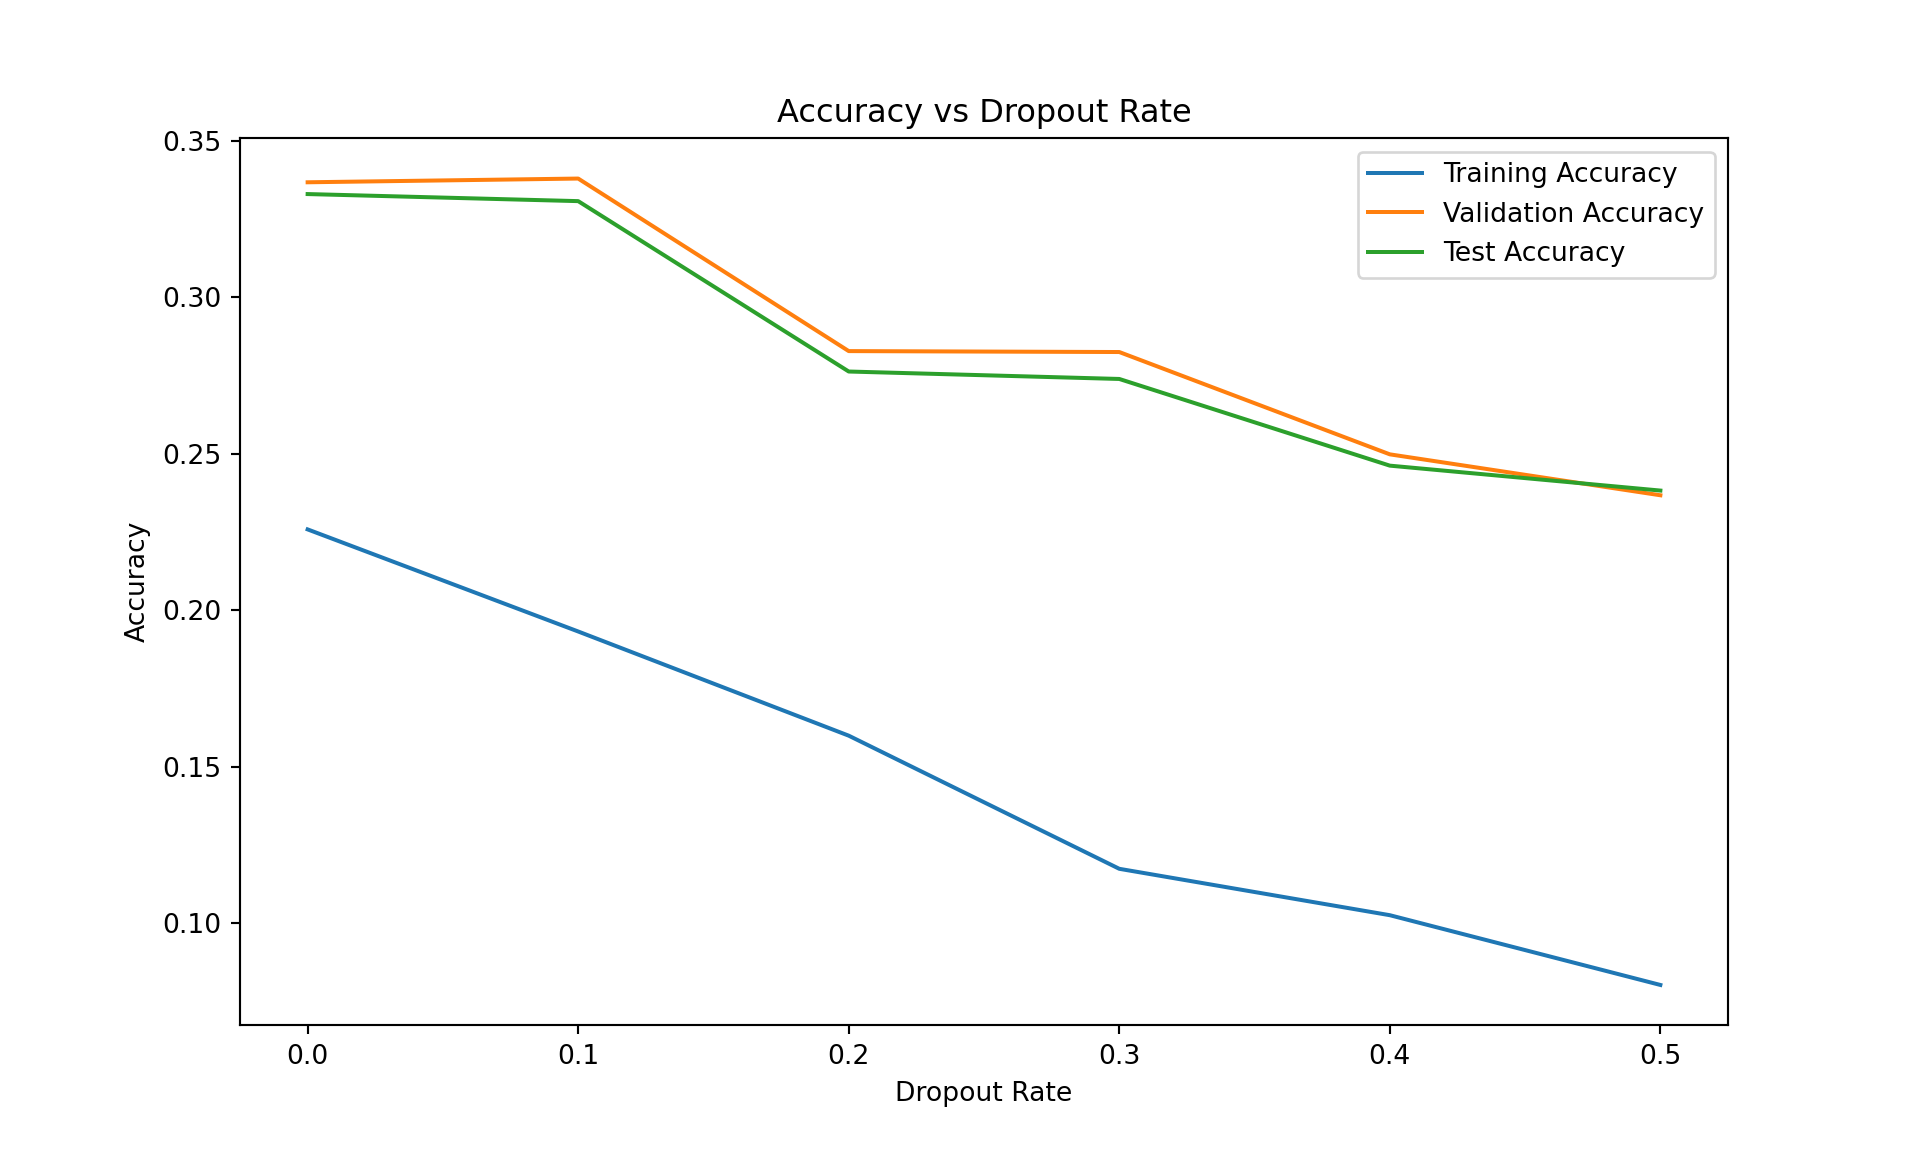 Accuracy vs Dropout Rate
0.35
0.30
0.25
0.20
0.15
0.10
Accuracy
Training Accuracy
Validation Accuracy
Test Accuracy
0.0 0.1 0.2 0.3 0.4 0.5
Dropout Rate